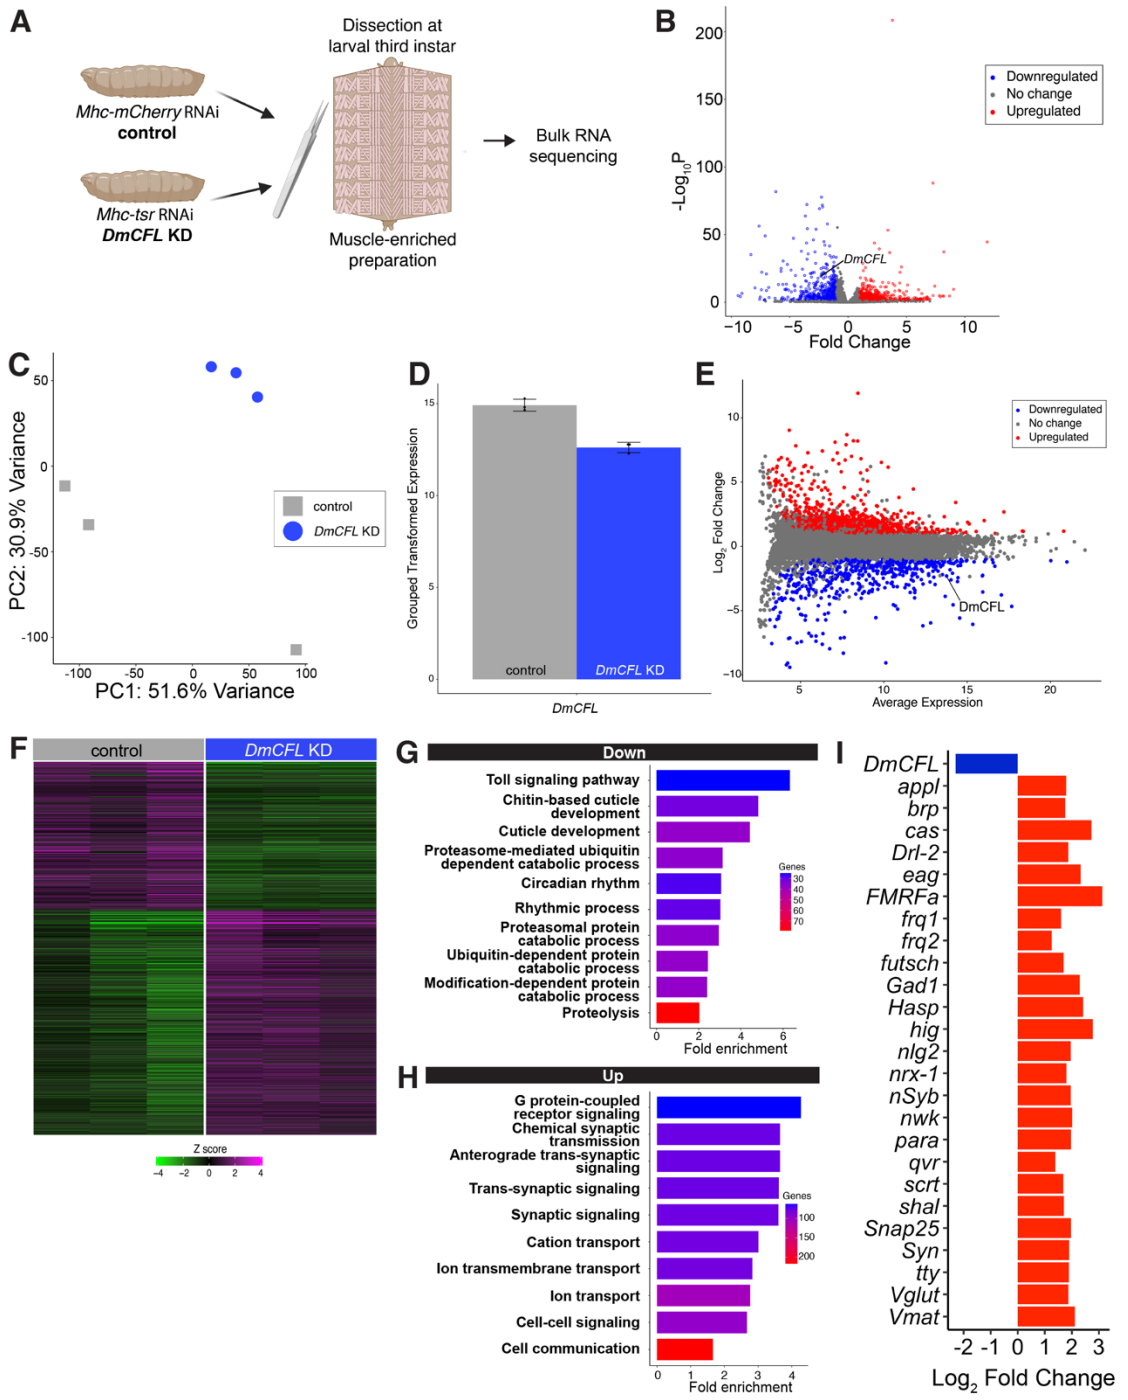 A
Dissection at
larval third instar
Mhc-mCherry RNAi
control
Mhc-tsr RNAi
DmCFL KD
Muscle-enriched
preparation
Bulk RNA
sequencing
B
200
150
100
50
0
-Log10P
DmCFL
−10 −5 0 5 10
Fold Change
Downregulated
No change
Upregulated
C
50
0
-50
-100
PC2: 30.9% Variance
-100 -50 0 50 100
PC1: 51.6% Variance
control
DmCFL KD
D
15
10
5
0
Grouped Transformed Expression
control
DmCFL KD
DmCFL
E
10
5
0
−5
−10
Log2 Fold Change
DmCFL
5 10 15 20
Average Expression
Downregulated
No change
Upregulated
F
control
DmCFL KD
Z score
−4 −2 0 2 4
G
Down
Toll signaling pathway
Chitin-based cuticle
development
Cuticle development
Proteasome-mediated ubiquitin
dependent catabolic process
Circadian rhythm
Rhythmic process
Proteasomal protein
catabolic process
Ubiquitin-dependent protein
catabolic process
Modification-dependent protein
catabolic process
Proteolysis
0 2 4 6
Fold enrichment
Genes
30
40
50
60
70
H
Up
G protein-coupled
receptor signaling
Chemical synaptic
transmission
Anterograde trans-synaptic
signaling
Trans-synaptic signaling
Synaptic signaling
Cation transport
Ion transmembrane transport
Ion transport
Cell-cell signaling
Cell communication
0 1 2 3 4
Fold enrichment
Genes
100
150
200
I
DmCFL
appl
brp
cas
Drl-2
eag
FMRFa
frq1
frq2
futsch
Gad1
Hasp
hig
nlg2
nrx-1
nSyb
nwk
para
qvr
scrt
shal
Snap25
Syn
tty
Vglut
Vmat
-2 -1 0 1 2 3
Log2 Fold Change